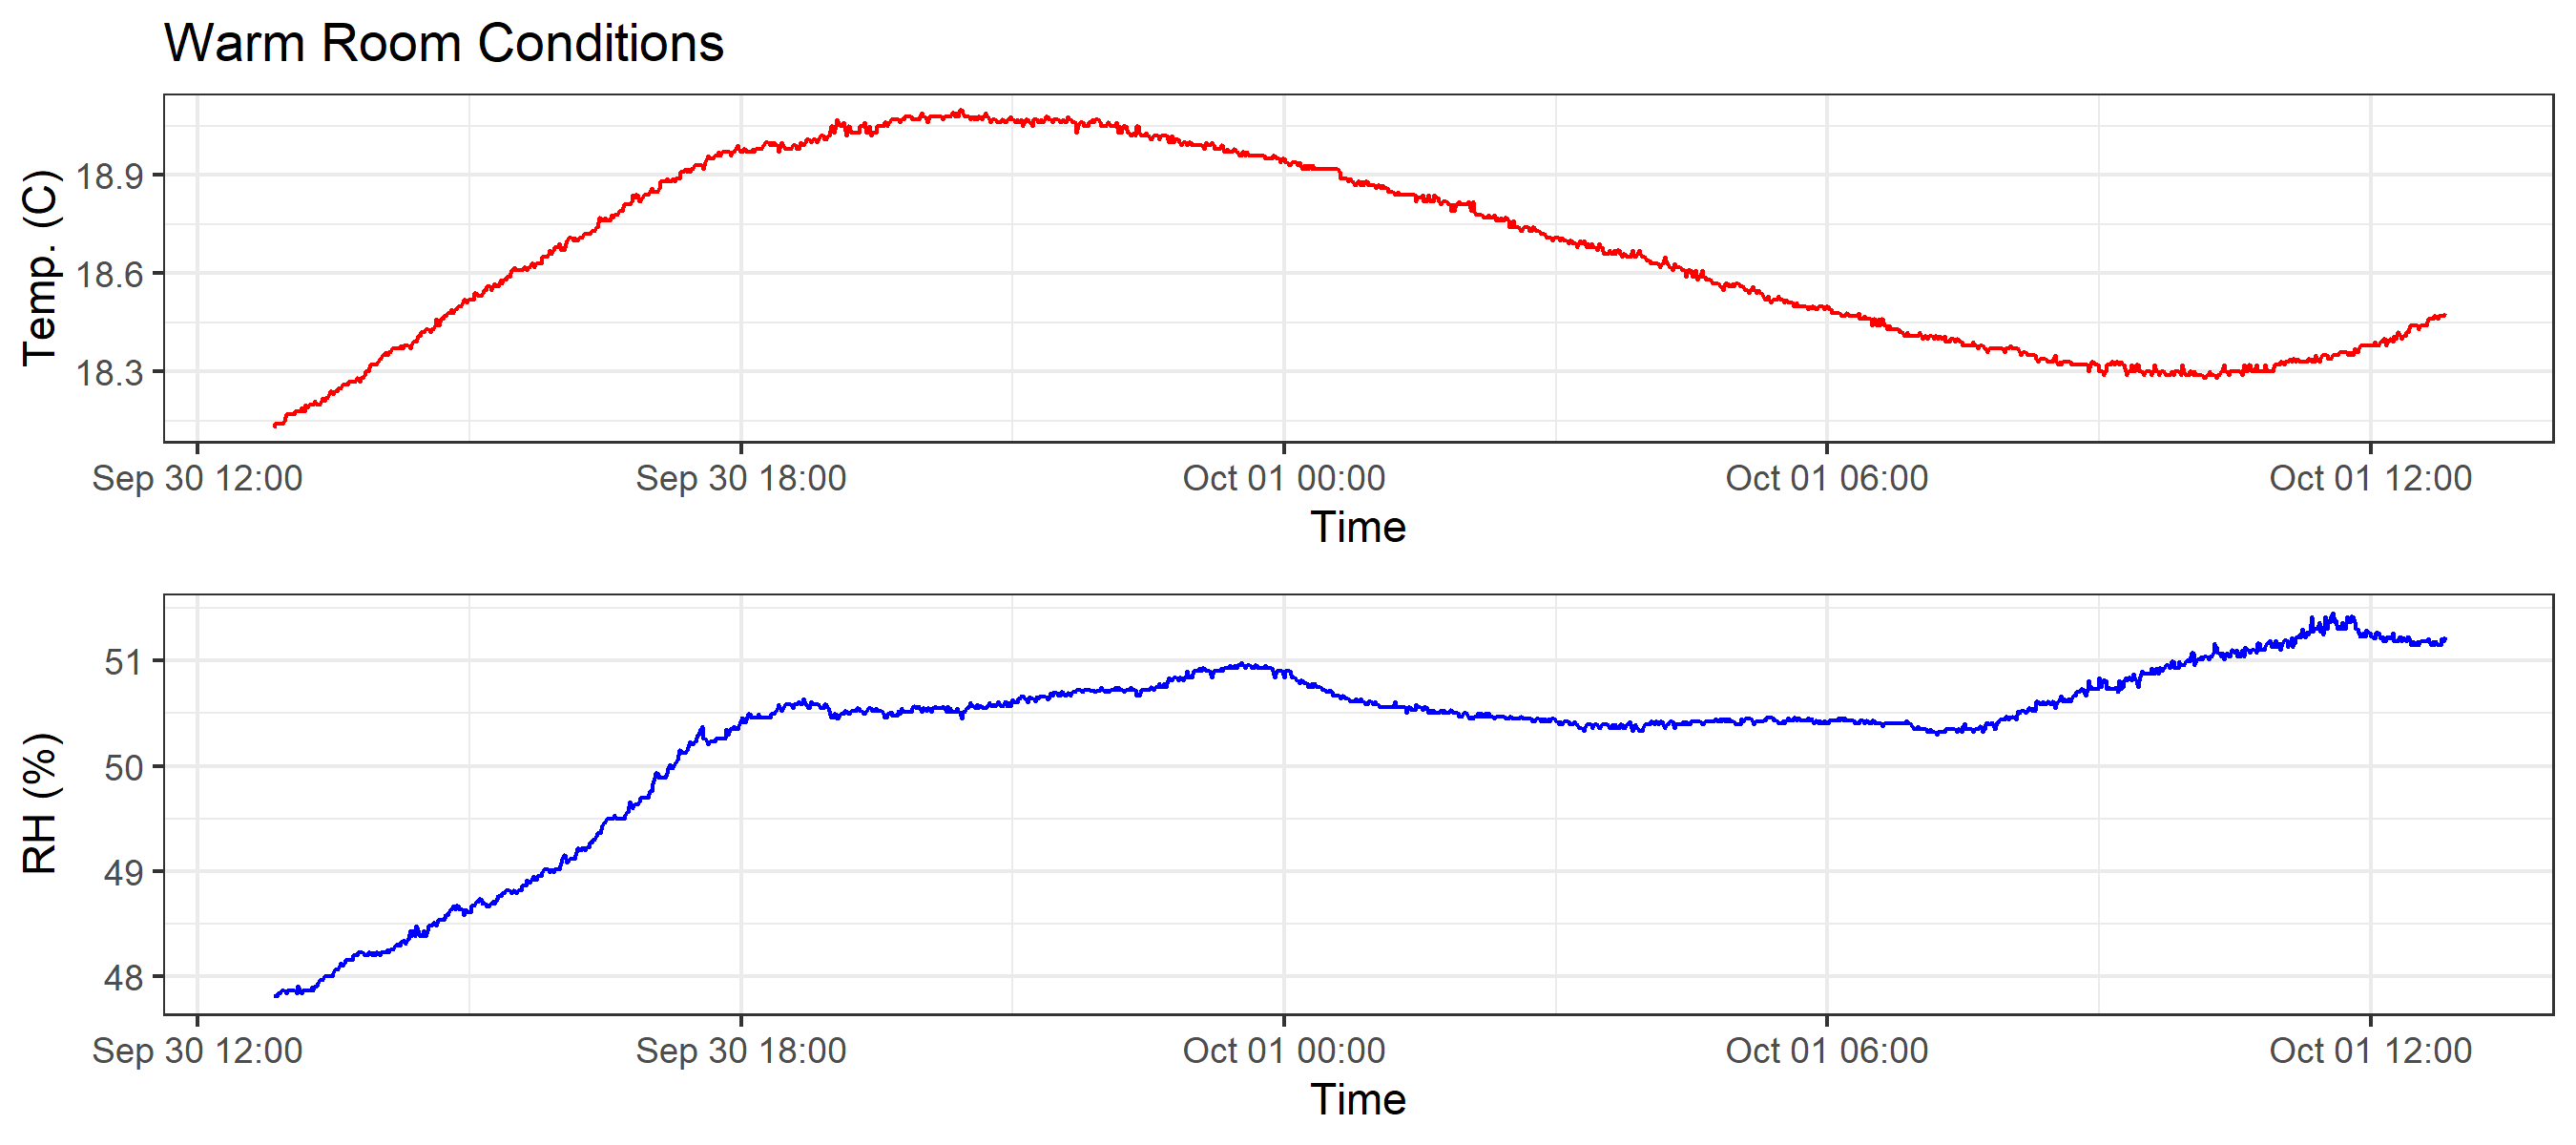 Warm Room Conditions
Temp. (C)
18.9
18.6
18.3
Sep 30 12:00 Sep 30 18:00 Oct 01 00:00 Oct 01 06:00 Oct 01 12:00
Time
RH (%)
51
50
49
48
Sep 30 12:00 Sep 30 18:00 Oct 01 00:00 Oct 01 06:00 Oct 01 12:00
Time